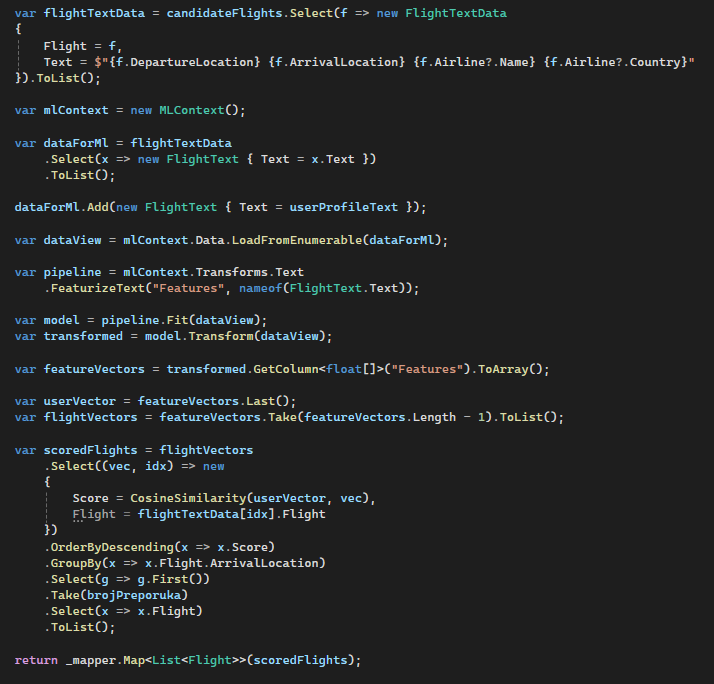 var flightTextData = candidateFlights.Select(f => new FlightTextData
{
    Flight = f,
    Text = $"{f.DepartureLocation} {f.ArrivalLocation} {f.Airline?.Name} {f.Airline?.Country}"
}).ToList();

var mlContext = new MLContext();

var dataForMl = flightTextData
    .Select(x => new FlightText { Text = x.Text })
    .ToList();

dataForMl.Add(new FlightText { Text = userProfileText });

var dataView = mlContext.Data.LoadFromEnumerable(dataForMl);

var pipeline = mlContext.Transforms.Text
    .FeaturizeText("Features", nameof(FlightText.Text));

var model = pipeline.Fit(dataView);
var transformed = model.Transform(dataView);

var featureVectors = transformed.GetColumn<float[]>("Features").ToArray();

var userVector = featureVectors.Last();
var flightVectors = featureVectors.Take(featureVectors.Length - 1).ToList();

var scoredFlights = flightVectors
    .Select((vec, idx) => new
    {
        Score = CosineSimilarity(userVector, vec),
        Flight = flightTextData[idx].Flight
    })
    .OrderByDescending(x => x.Score)
    .GroupBy(x => x.Flight.ArrivalLocation)
    .Select(g => g.First())
    .Take(brojPreporuka)
    .Select(x => x.Flight)
    .ToList();

return _mapper.Map<List<Flight>>(scoredFlights);